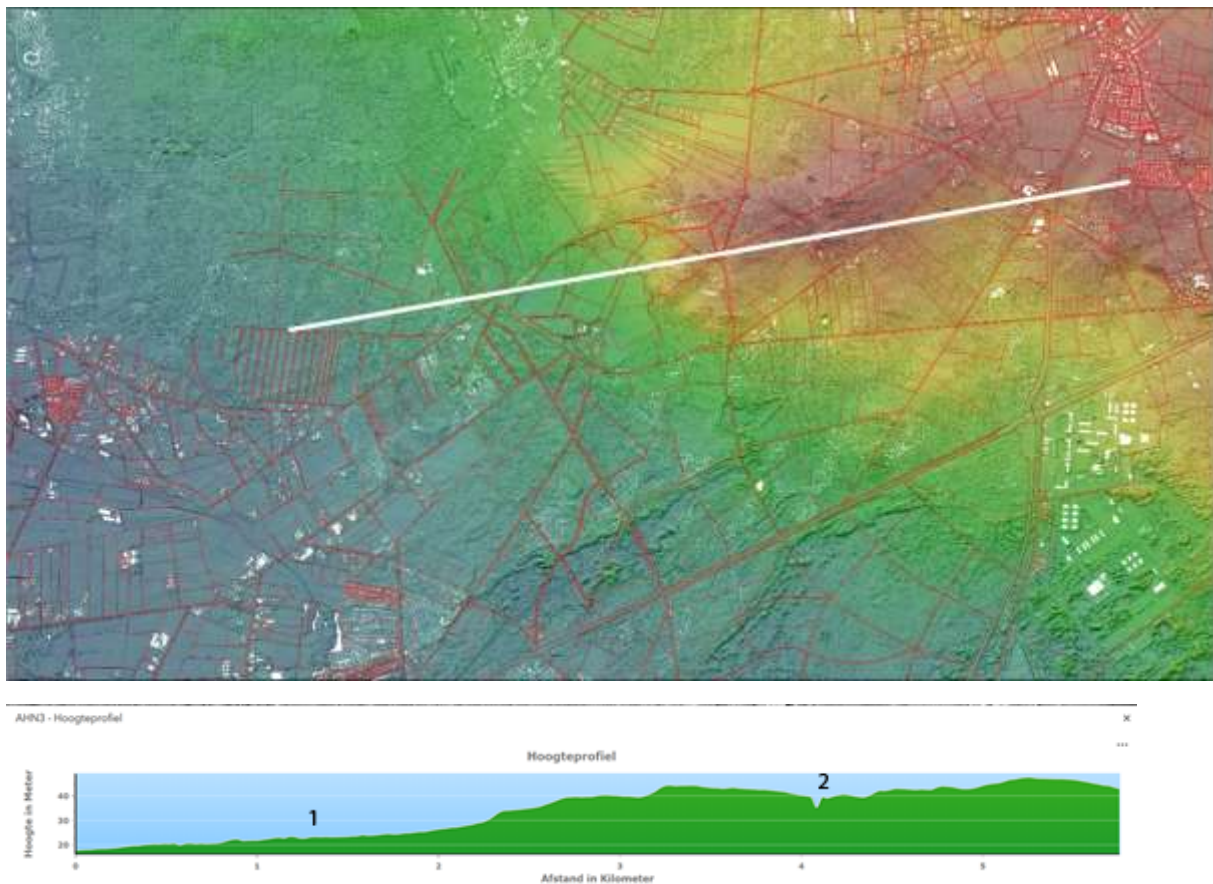 AHN3 - Hoogteprofiel
×
...
Hoogteprofiel
Hoogte in Meter
40
30
20
1
2
0 1 2 3 4 5
Afstand in Kilometer